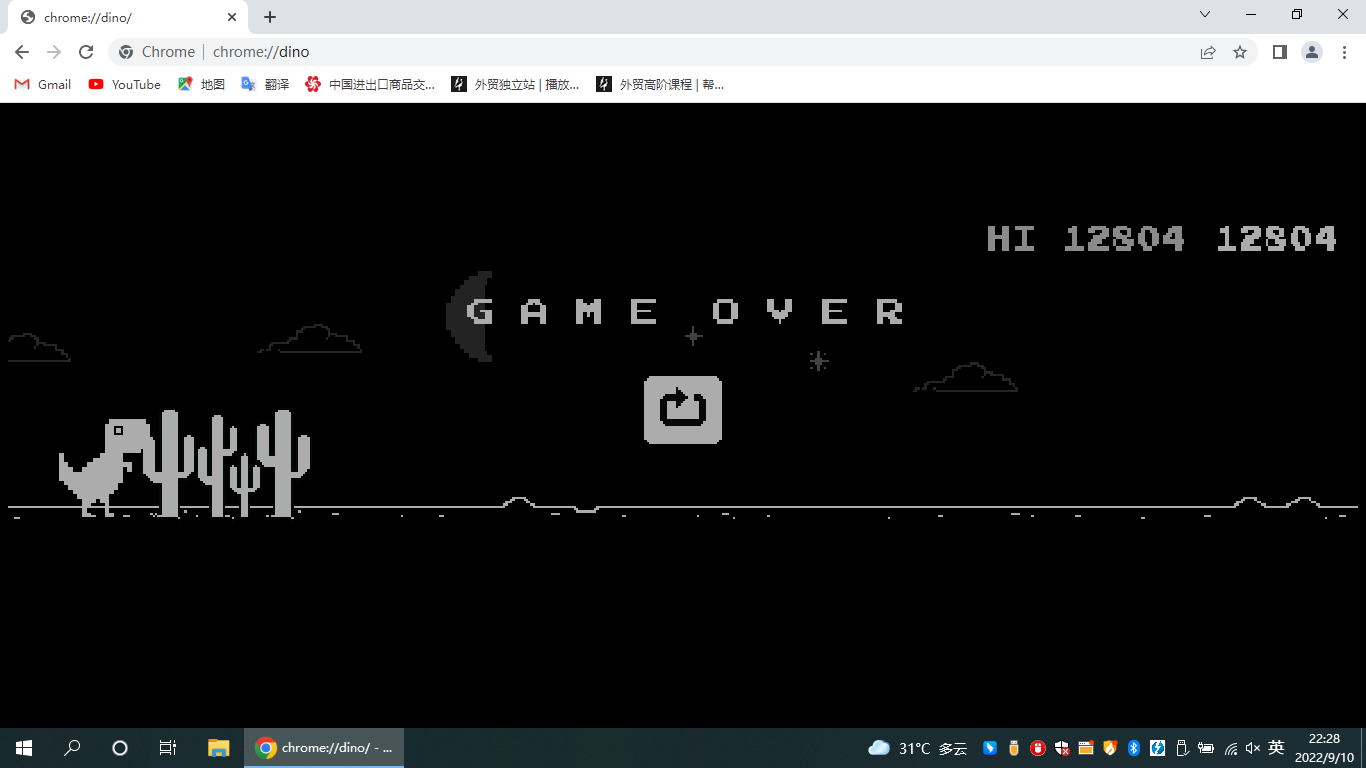 chrome://dino/
Chrome | chrome://dino
Gmail YouTube 地图 翻译 中国进出口商品交... 外贸独立站 | 播放... 外贸高阶课程 | 帮...
HI 12804 12804
GAME OVER
chrome://dino/ - ... 31°C 多云 英 22:28
2022/9/10